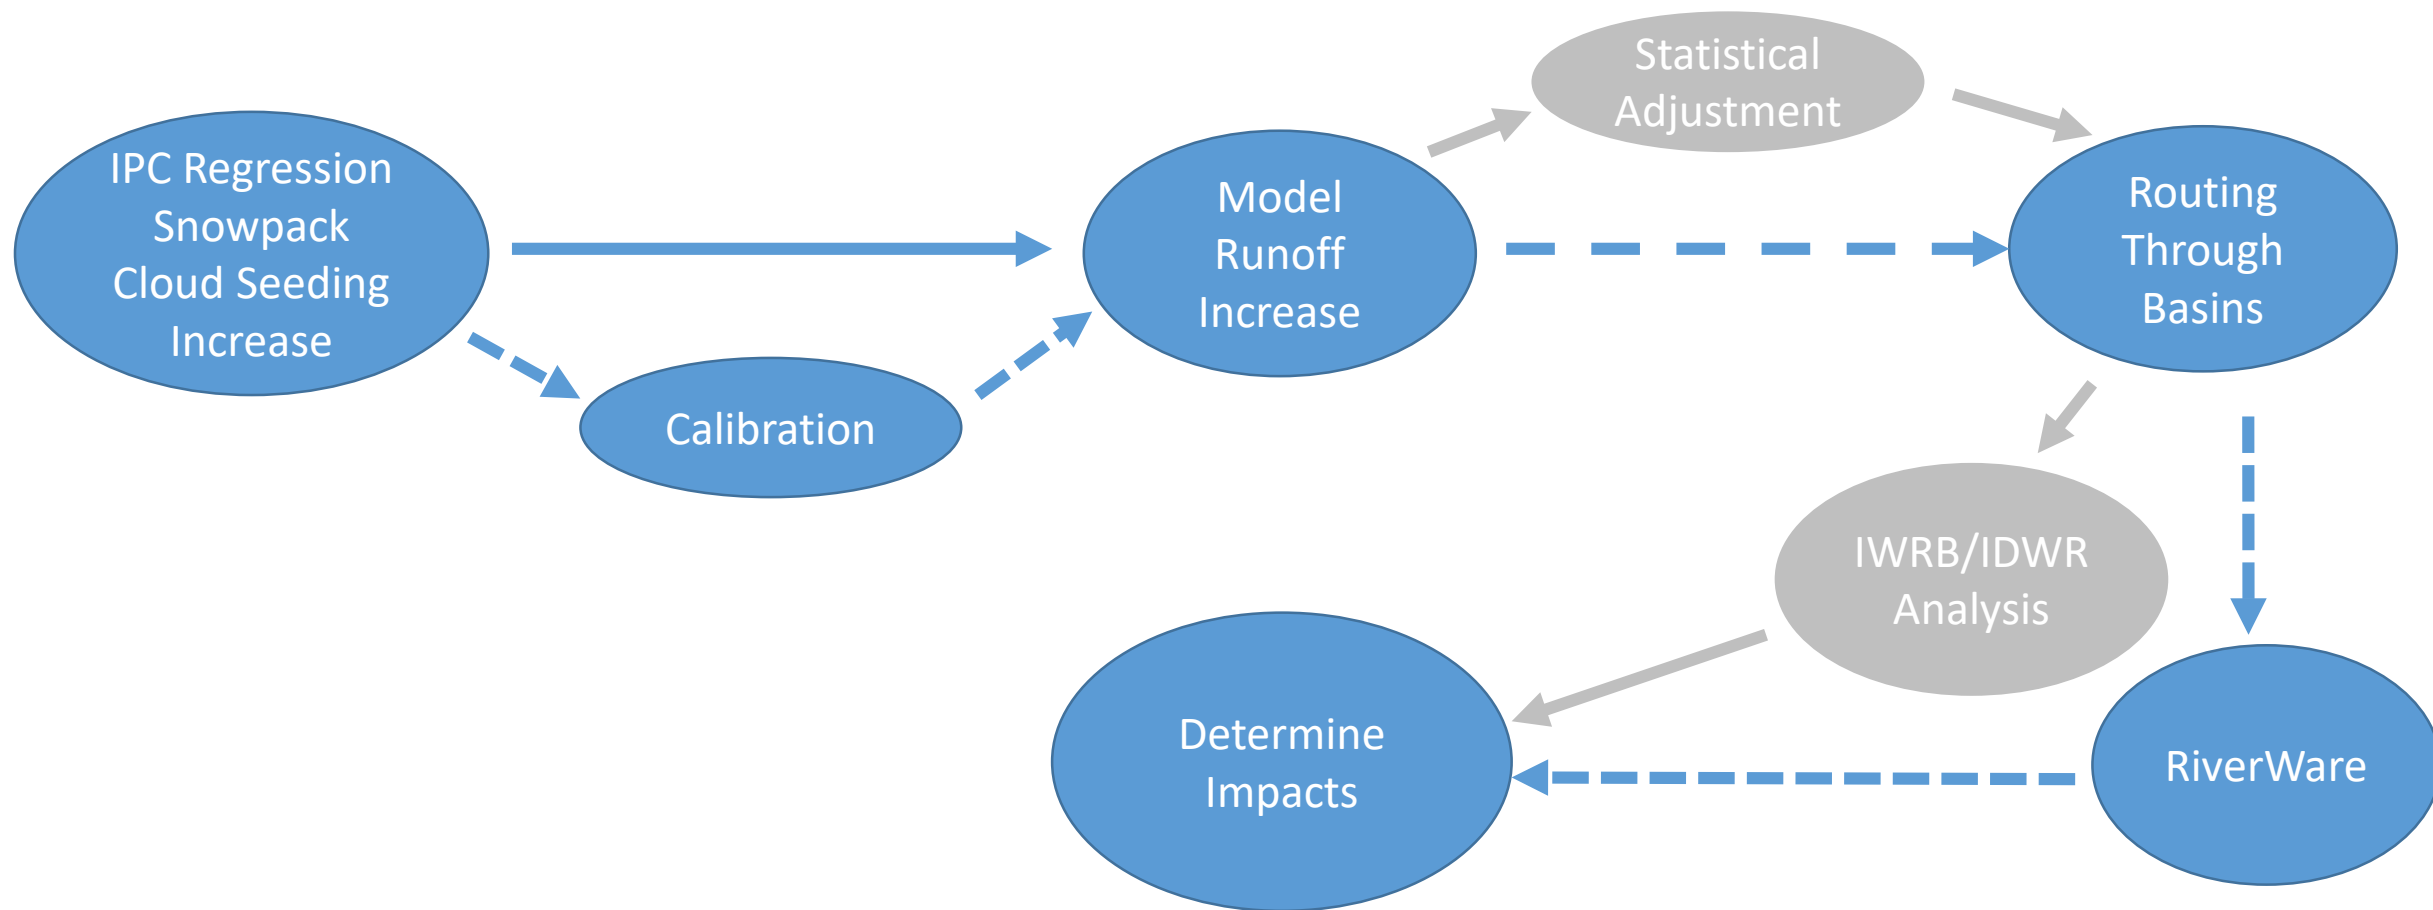 IPC Regression
Snowpack
Cloud Seeding
Increase
Calibration
Model
Runoff
Increase
Statistical
Adjustment
Routing
Through
Basins
IWRB/IDWR
Analysis
RiverWare
Determine
Impacts